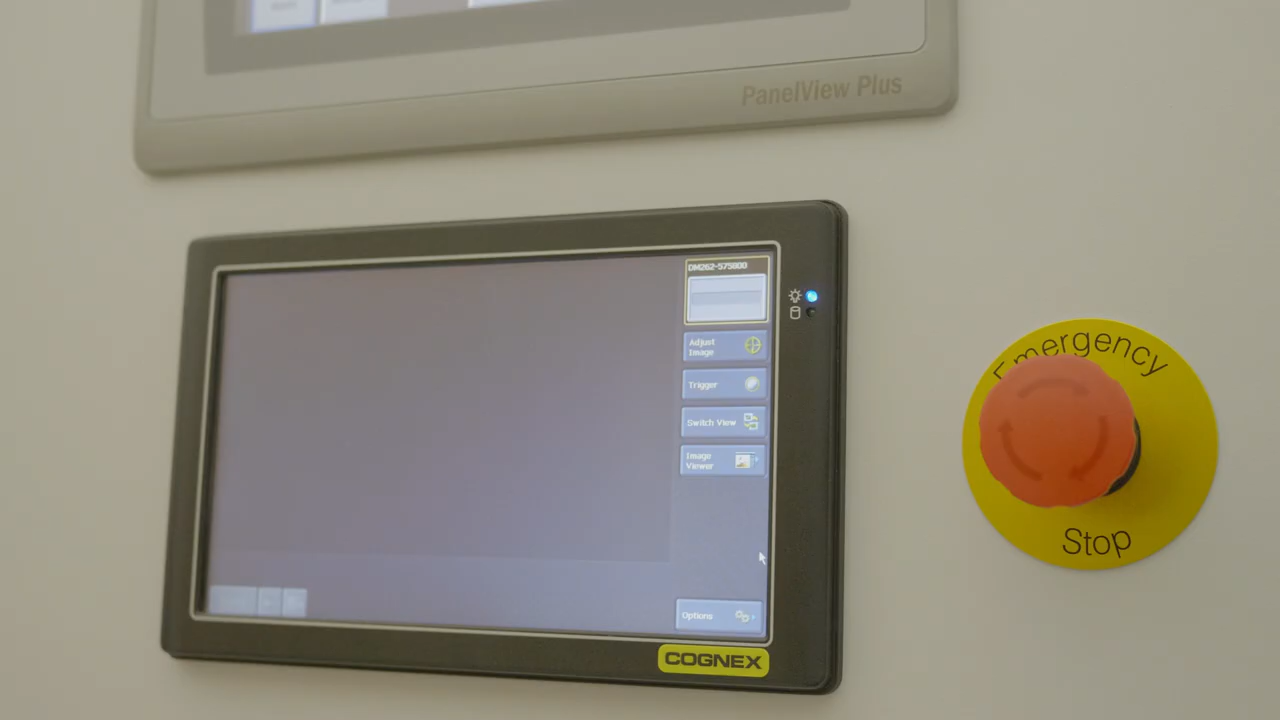 PanelView Plus
DM262-575800
Adjust
Image
Trigger
Switch View
Image
Viewer
Options
COGNEX
Emergency
Stop